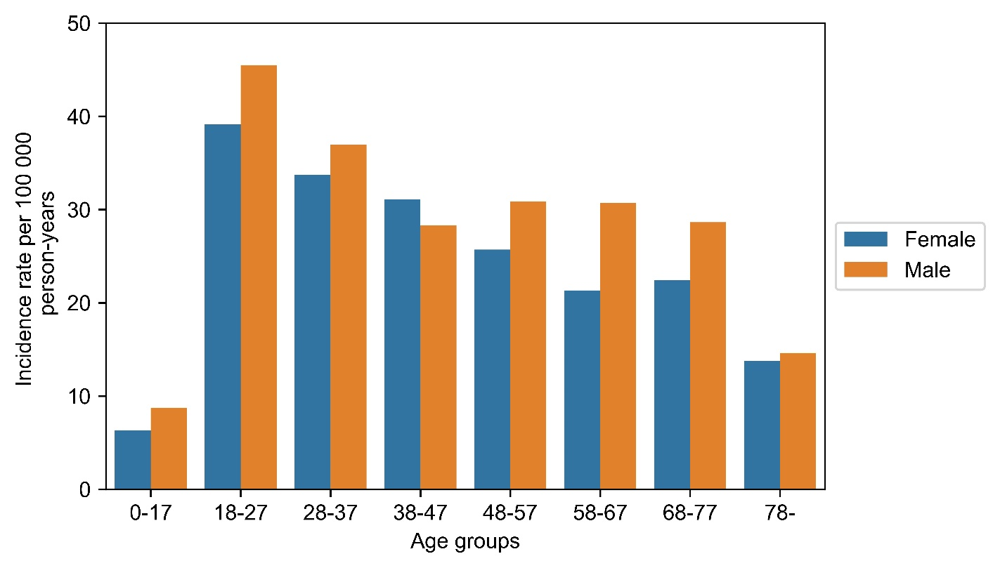 Incidence rate per 100 000
person-years
50
40
30
20
10
0
0-17 18-27 28-37 38-47 48-57 58-67 68-77 78-
Age groups
Female
Male